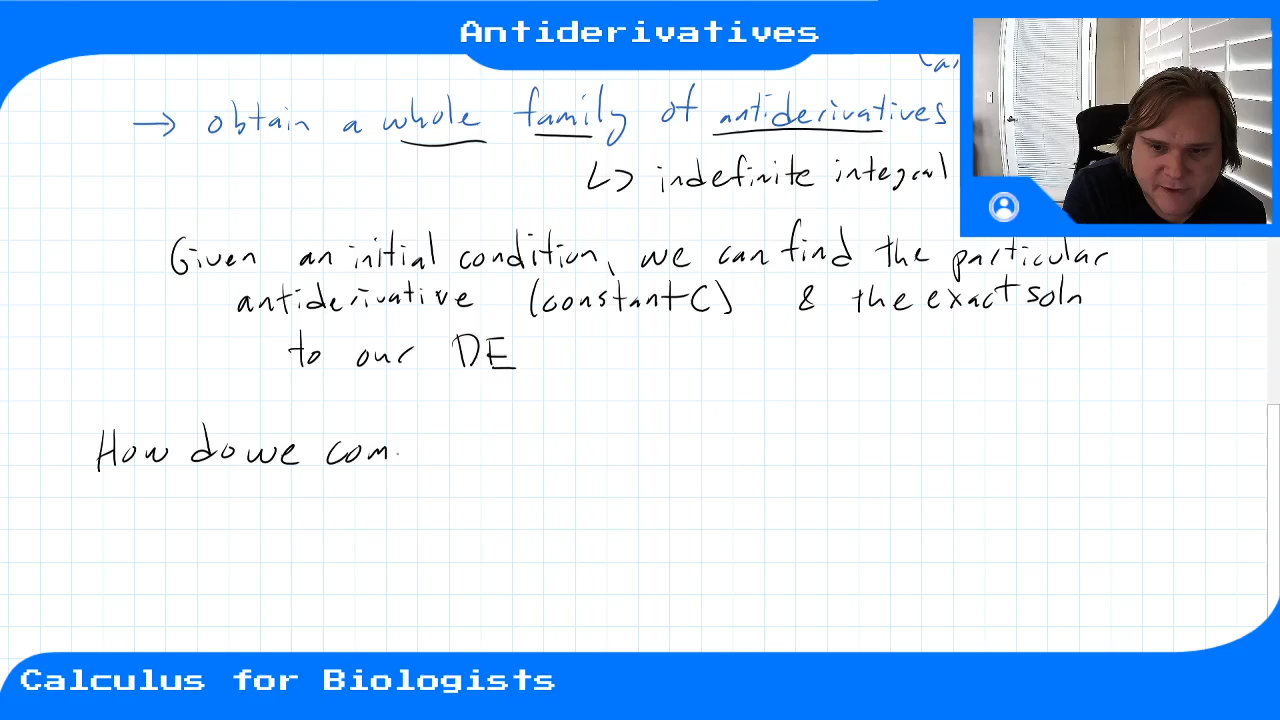 Antiderivatives
→ obtain a whole family of antiderivatives
↳ indefinite integral
Given an initial condition, we can find the particular
antiderivative (constant C) & the exact soln
to our DE
How do we com
Calculus for Biologists